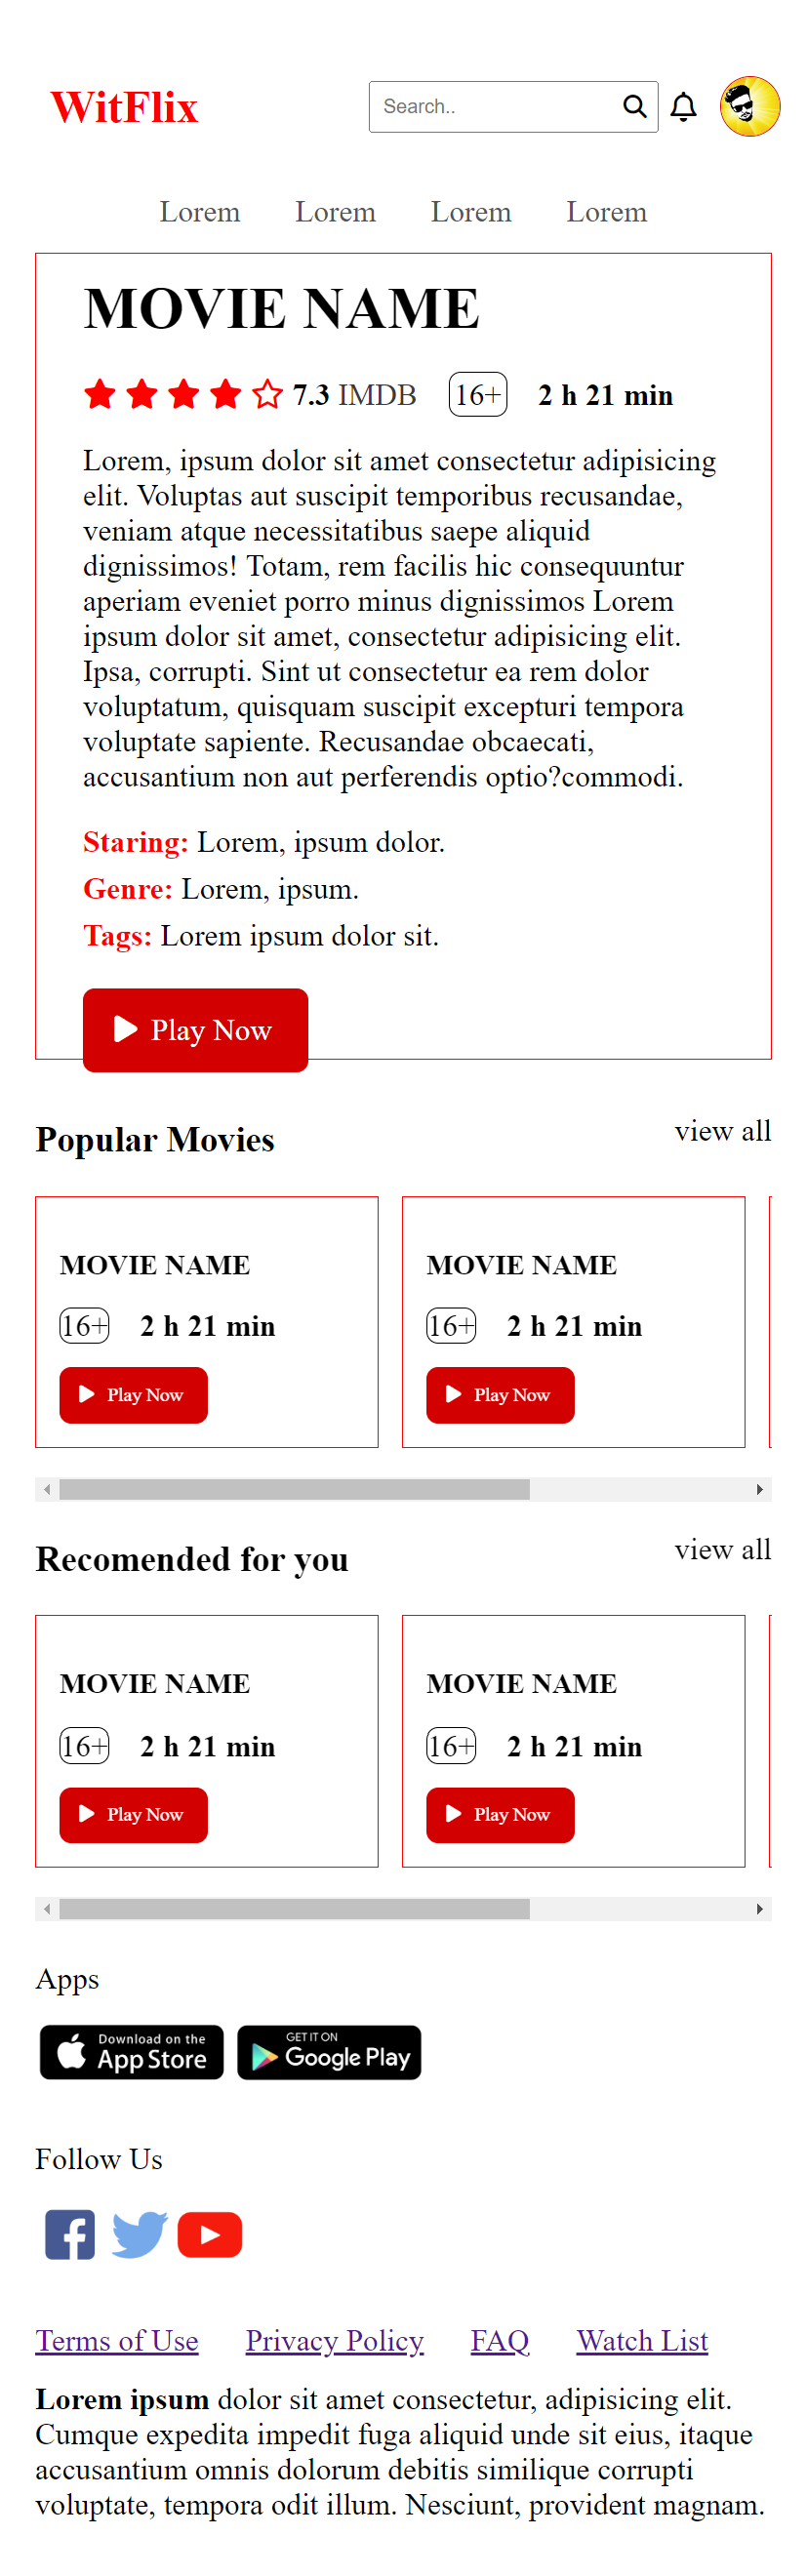 WitFlix
Search..
Lorem Lorem Lorem Lorem
MOVIE NAME
7.3 IMDB 16+ 2 h 21 min
Lorem, ipsum dolor sit amet consectetur adipisicing
elit. Voluptas aut suscipit temporibus recusandae,
veniam atque necessitatibus saepe aliquid
dignissimos! Totam, rem facilis hic consequuntur
aperiam eveniet porro minus dignissimos Lorem
ipsum dolor sit amet, consectetur adipisicing elit.
Ipsa, corrupti. Sint ut consectetur ea rem dolor
voluptatum, quisquam suscipit excepturi tempora
voluptate sapiente. Recusandae obcaecati,
accusantium non aut perferendis optio?commodi.
Staring: Lorem, ipsum dolor.
Genre: Lorem, ipsum.
Tags: Lorem ipsum dolor sit.
Play Now
Popular Movies view all
MOVIE NAME MOVIE NAME
16+ 2 h 21 min 16+ 2 h 21 min
Play Now Play Now
Recomended for you view all
MOVIE NAME MOVIE NAME
16+ 2 h 21 min 16+ 2 h 21 min
Play Now Play Now
Apps
Download on the GET IT ON
App Store Google Play
Follow Us
Terms of Use Privacy Policy FAQ Watch List
Lorem ipsum dolor sit amet consectetur, adipisicing elit.
Cumque expedita impedit fuga aliquid unde sit eius, itaque
accusantium omnis dolorum debitis similique corrupti
voluptate, tempora odit illum. Nesciunt, provident magnam.